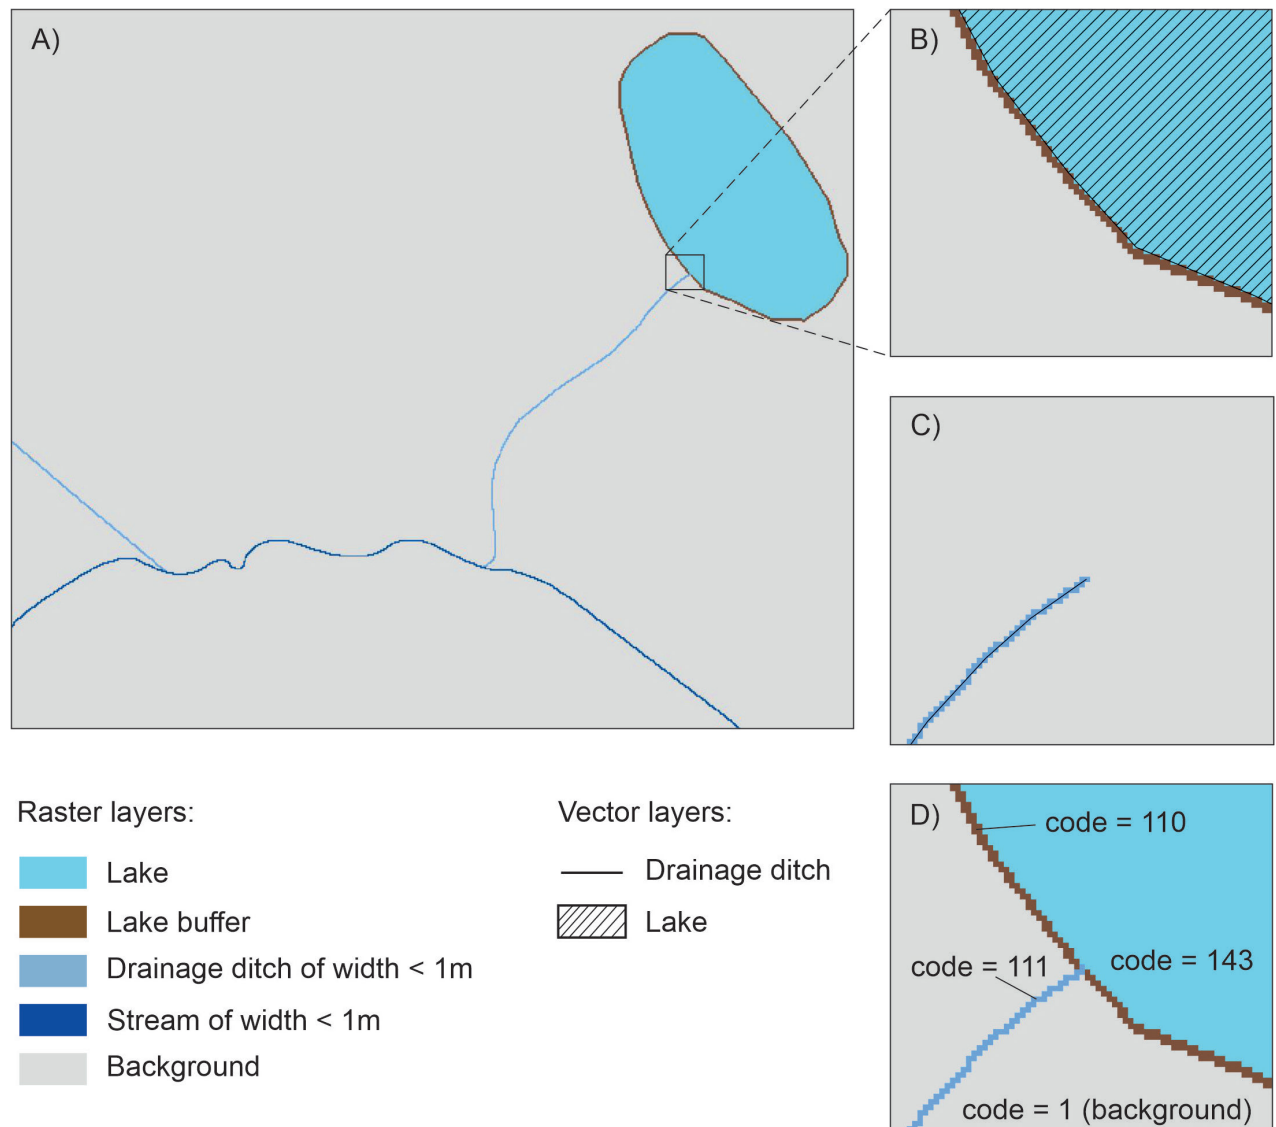 A)
B)
C)
D)
code = 110
code = 111
code = 143
code = 1 (background)
Raster layers:
Lake
Lake buffer
Drainage ditch of width < 1m
Stream of width < 1m
Background
Vector layers:
Drainage ditch
Lake